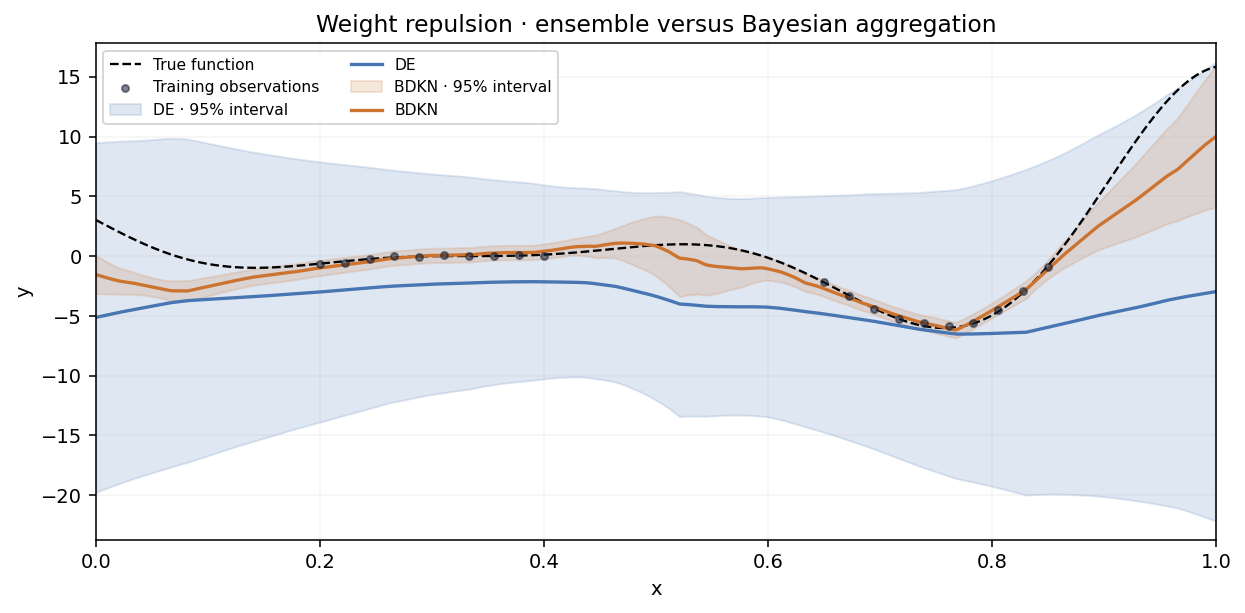 Weight repulsion · ensemble versus Bayesian aggregation
True function
Training observations
DE · 95% interval
DE
BDKN · 95% interval
BDKN
15
10
5
0
−5
−10
−15
−20
y
0.0 0.2 0.4 0.6 0.8 1.0
x